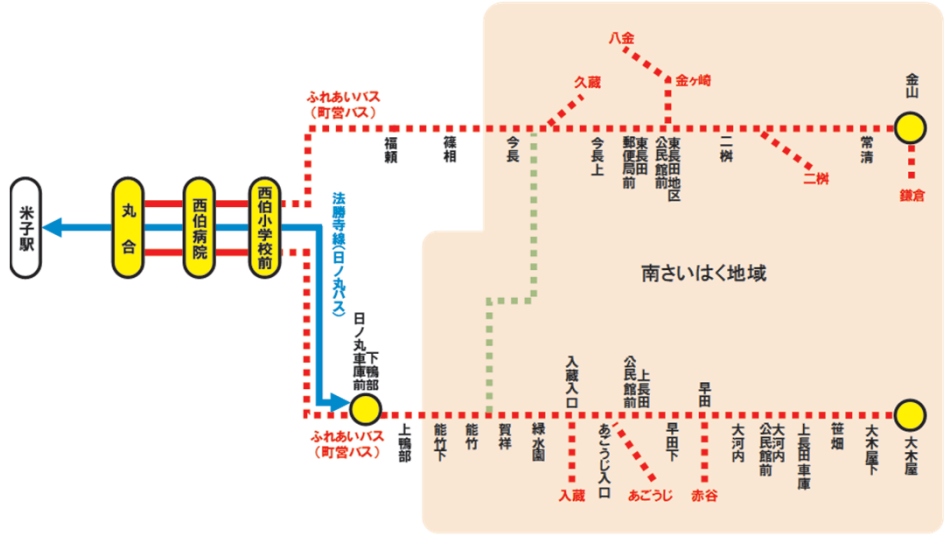 米子駅
丸合
西伯病院
西伯小学校前
ふれあいバス
（町営バス）
法勝寺線（日ノ丸バス）
福頼
篠相
今長
久蔵
今長上
東長田
郵便局前
八金
金ヶ崎
東長田地区
公民館前
二桝
二桝
常清
金山
鎌倉
南さいはく地域
下鴨部
日ノ丸車庫前
ふれあいバス
（町営バス）
上鴨部
能竹下
能竹
賀祥
緑水園
入蔵入口
入蔵
あごうじ入口
上長田
公民館前
あごうじ
早田下
早田
赤谷
大河内
大河内
公民館前
上長田車庫
笹畑
大木屋下
大木屋